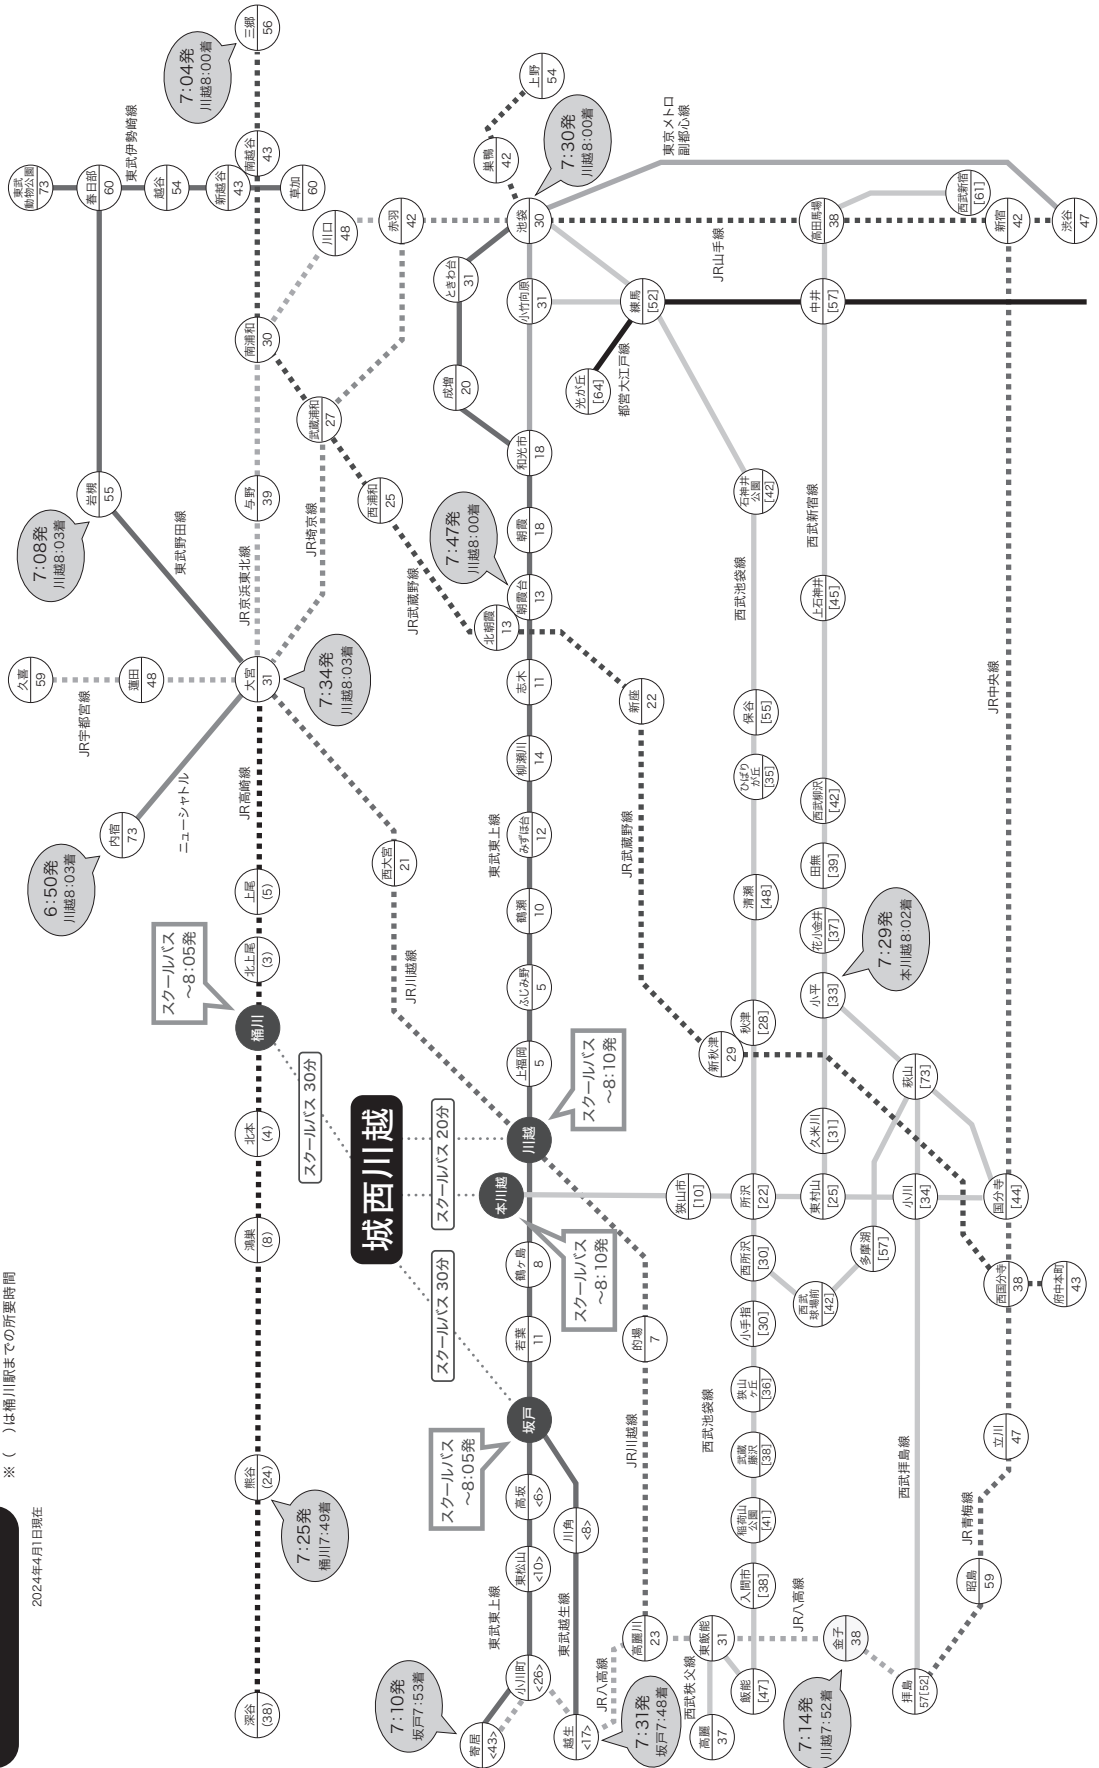 ※（　）は桶川駅までの所要時間
2024年4月1日現在
城西川越
スクールバス 30分
スクールバス 20分
スクールバス 30分
スクールバス
～8:05発
スクールバス
～8:10発
スクールバス
～8:10発
スクールバス
～8:05発
東武
動物公園
73
春日部
60
越谷
54
新越谷
43
草加
60
東武伊勢崎線
三郷
56
7:04発
川越8:00着
南越谷
43
川口
48
赤羽
42
南浦和
30
武蔵浦和
27
西浦和
25
与野
39
岩槻
55
7:08発
川越8:03着
東武野田線
JR京浜東北線
JR埼京線
JR武蔵野線
久喜
59
蓮田
48
JR宇都宮線
大宮
31
7:34発
川越8:03着
ニューシャトル
内宿
73
6:50発
川越8:03着
JR高崎線
上尾
(5)
北上尾
(3)
桶川
北本
(4)
鴻巣
(8)
熊谷
(24)
7:25発
桶川7:49着
深谷
(38)
西大宮
21
JR川越線
上野
54
巣鴨
42
池袋
30
7:30発
川越8:00着
東京メトロ
副都心線
ときわ台
31
成増
20
小竹向原
31
和光市
18
朝霞
18
7:47発
川越8:00着
朝霞台
13
北朝霞
13
志木
11
柳瀬川
14
みずほ台
12
東武東上線
鶴瀬
10
ふじみ野
5
上福岡
5
川越
本川越
鶴ヶ島
8
若葉
11
坂戸
高坂
<6>
東松山
<10>
東武東上線
小川町
<26>
寄居
<43>
7:10発
坂戸7:53着
川角
<8>
東武越生線
越生
<17>
7:31発
坂戸7:48着
JR八高線
的場
7
JR川越線
高麗川
23
東飯能
31
西武秩父線
高麗
37
飯能
[47]
JR八高線
金子
38
7:14発
川越7:52着
拝島
57[52]
昭島
59
JR青梅線
立川
47
西武拝島線
練馬
[52]
光が丘
[64]
都営大江戸線
JR山手線
高田馬場
38
西武新宿
[61]
新宿
42
渋谷
47
中井
[57]
石神井
公園
[42]
西武池袋線
西武新宿線
上石神井
[45]
保谷
[55]
ひばり
が丘
[35]
新座
22
JR武蔵野線
清瀬
[48]
秋津
[28]
新秋津
29
西武柳沢
[42]
田無
[39]
花小金井
[37]
小平
[33]
7:29発
本川越8:02着
萩山
[73]
久米川
[31]
狭山市
[10]
所沢
[22]
東村山
[25]
小川
[34]
国分寺
[44]
JR中央線
西所沢
[30]
多摩湖
[57]
西武
球場前
[42]
西国分寺
38
府中本町
43
小手指
[30]
狭山
ヶ丘
[36]
西武池袋線
武蔵
藤沢
[38]
稲荷山
公園
[41]
入間市
[38]